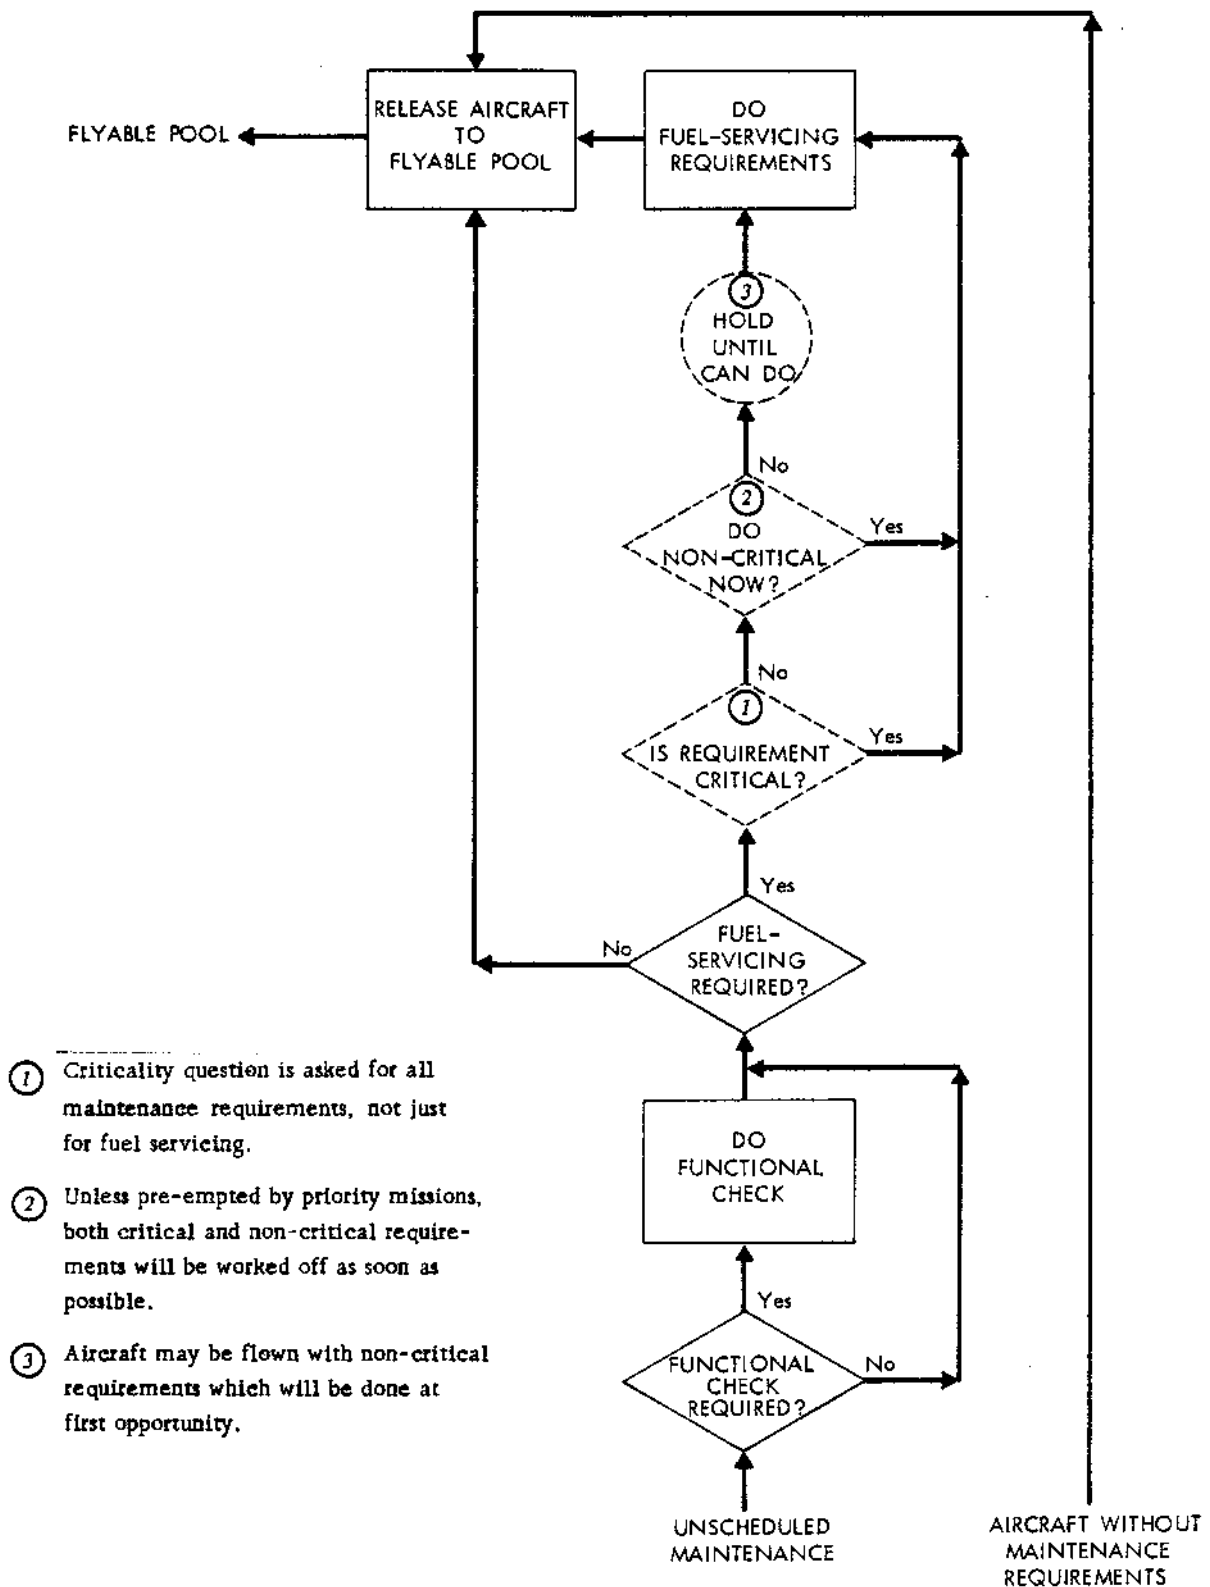 RELEASE AIRCRAFT
TO
FLYABLE POOL
DO
FUEL-SERVICING
REQUIREMENTS
FLYABLE POOL
3
HOLD
UNTIL
CAN DO
No
2
DO
NON-CRITICAL
NOW?
Yes
No
1
IS REQUIREMENT
CRITICAL?
Yes
Yes
FUEL-
SERVICING
REQUIRED?
No
DO
FUNCTIONAL
CHECK
Yes
FUNCTIONAL
CHECK
REQUIRED?
No
UNSCHEDULED
MAINTENANCE
AIRCRAFT WITHOUT
MAINTENANCE
REQUIREMENTS
1 Criticality question is asked for all
maintenance requirements, not just
for fuel servicing.
2 Unless pre-empted by priority missions,
both critical and non-critical require-
ments will be worked off as soon as
possible.
3 Aircraft may be flown with non-critical
requirements which will be done at
first opportunity.